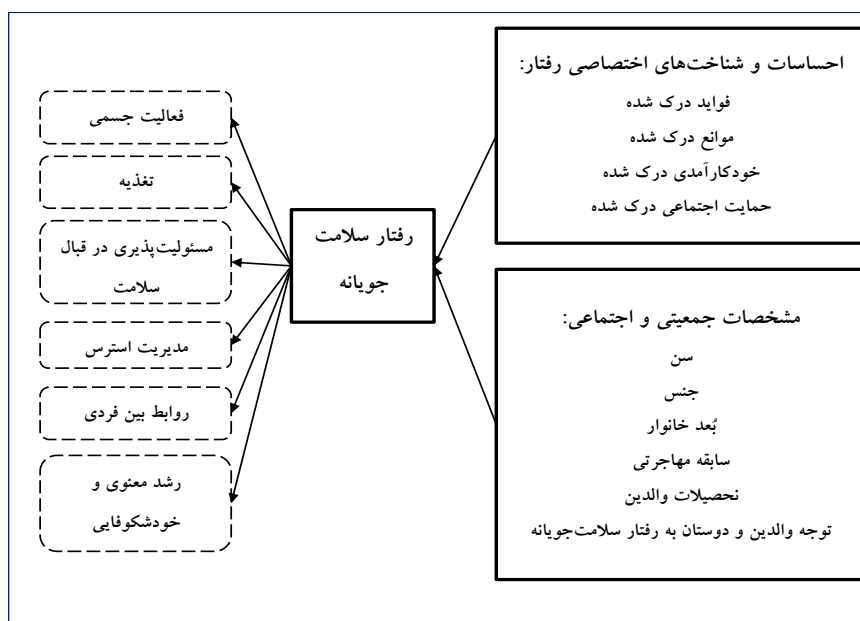 احساسات و شناخت‌های اختصاصی رفتار:
فواید درک شده
موانع درک شده
خودکارآمدی درک شده
حمایت اجتماعی درک شده
مشخصات جمعیتی و اجتماعی:
سن
جنس
بُعد خانوار
سابقه مهاجرتی
نحصیلات والدین
توجه والدین و دوستان به رفتار سلامت‌جویانه
رفتار سلامت
جویانه
فعالیت جسمی
تغذیه
مسئولیت‌پذیری در قبال
سلامت
مدیریت استرس
روابط بین فردی
رشد معنوی و
خودشکوفایی